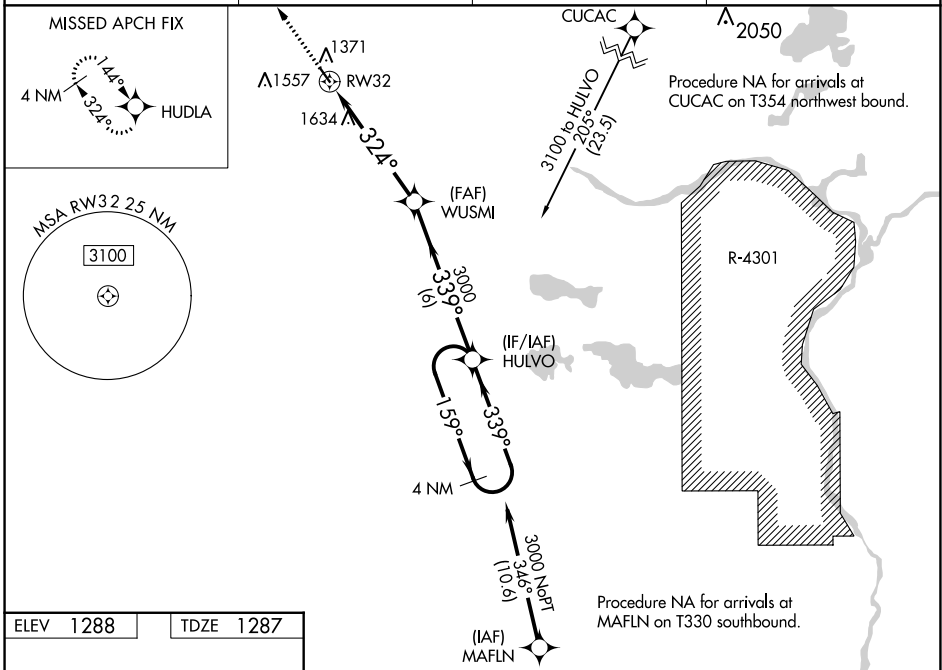 MISSED APCH FIX
4 NM
144°
324°
HUDLA
MSA RW32 25 NM
3100
1371
1557
RW32
1634
324°
CUCAC
2050
Procedure NA for arrivals at
CUCAC on T354 northwest bound.
3100 to HULVO
205°
(23.5)
(FAF)
WUSMI
3000
339°
(6)
R-4301
(IF/IAF)
HULVO
159°
339°
4 NM
3000 NoPT
346°
(10.6)
Procedure NA for arrivals at
MAFLN on T330 southbound.
(IAF)
MAFLN
ELEV 1288
TDZE 1287